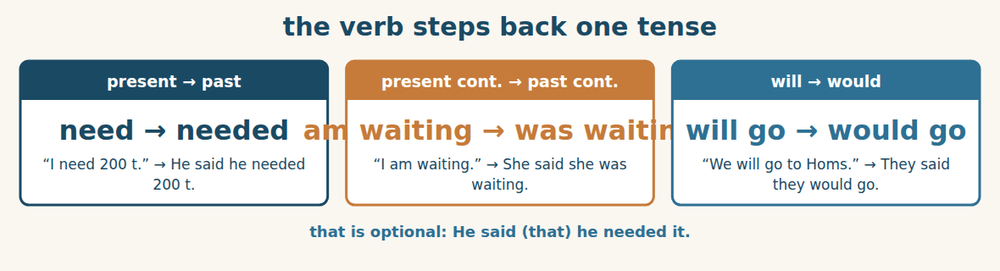 the verb steps back one tense
present → past
need → needed
“I need 200 t.” → He said he needed
200 t.
present cont. → past cont.
am waiting → was waitin
“I am waiting.” → She said she was
waiting.
will → would
will go → would go
“We will go to Homs.” → They said
they would go.
that is optional: He said (that) he needed it.